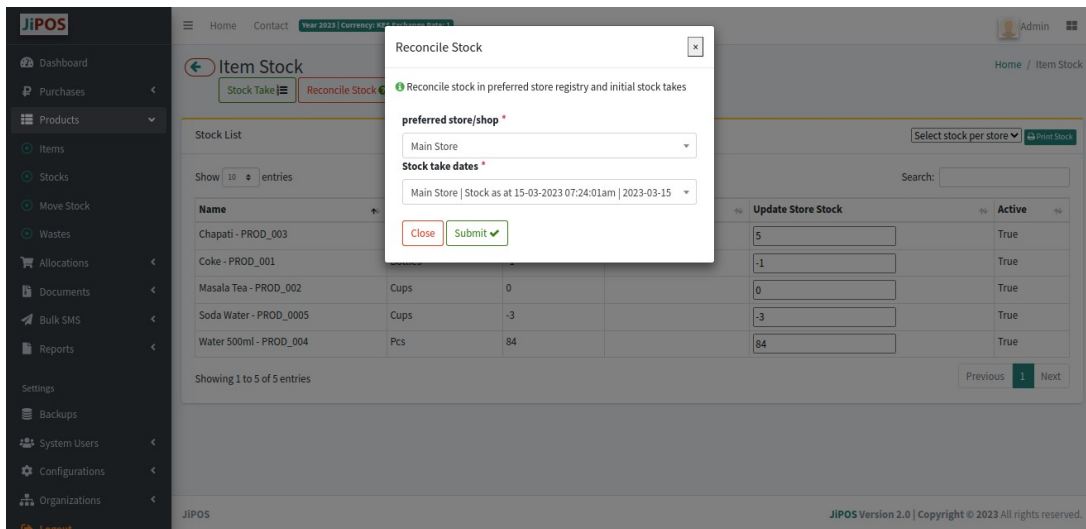 JiPOS
Home Contact Year 2023 | Currency: KES Exchange Rate: 1
Admin
Dashboard
Purchases
Products
Items
Stocks
Move Stock
Wastes
Allocations
Documents
Bulk SMS
Reports
Settings
Backups
System Users
Configurations
Organizations
Logout
Item Stock
Home / Item Stock
Stock Take Reconcile Stock
Stock List
Select stock per store Print Stock
Show 10 entries
Search:
Name Update Store Stock Active
Chapati - PROD_003 5 True
Coke - PROD_001 -1 True
Masala Tea - PROD_002 Cups 0 0 True
Soda Water - PROD_0005 Cups -3 -3 True
Water 500ml - PROD_004 Pcs 84 84 True
Showing 1 to 5 of 5 entries
Previous 1 Next
Reconcile Stock
×
Reconcile stock in preferred store registry and initial stock takes
preferred store/shop *
Main Store
Stock take dates *
Main Store | Stock as at 15-03-2023 07:24:01am | 2023-03-15
Close Submit
JiPOS
JiPOS Version 2.0 | Copyright © 2023 All rights reserved.